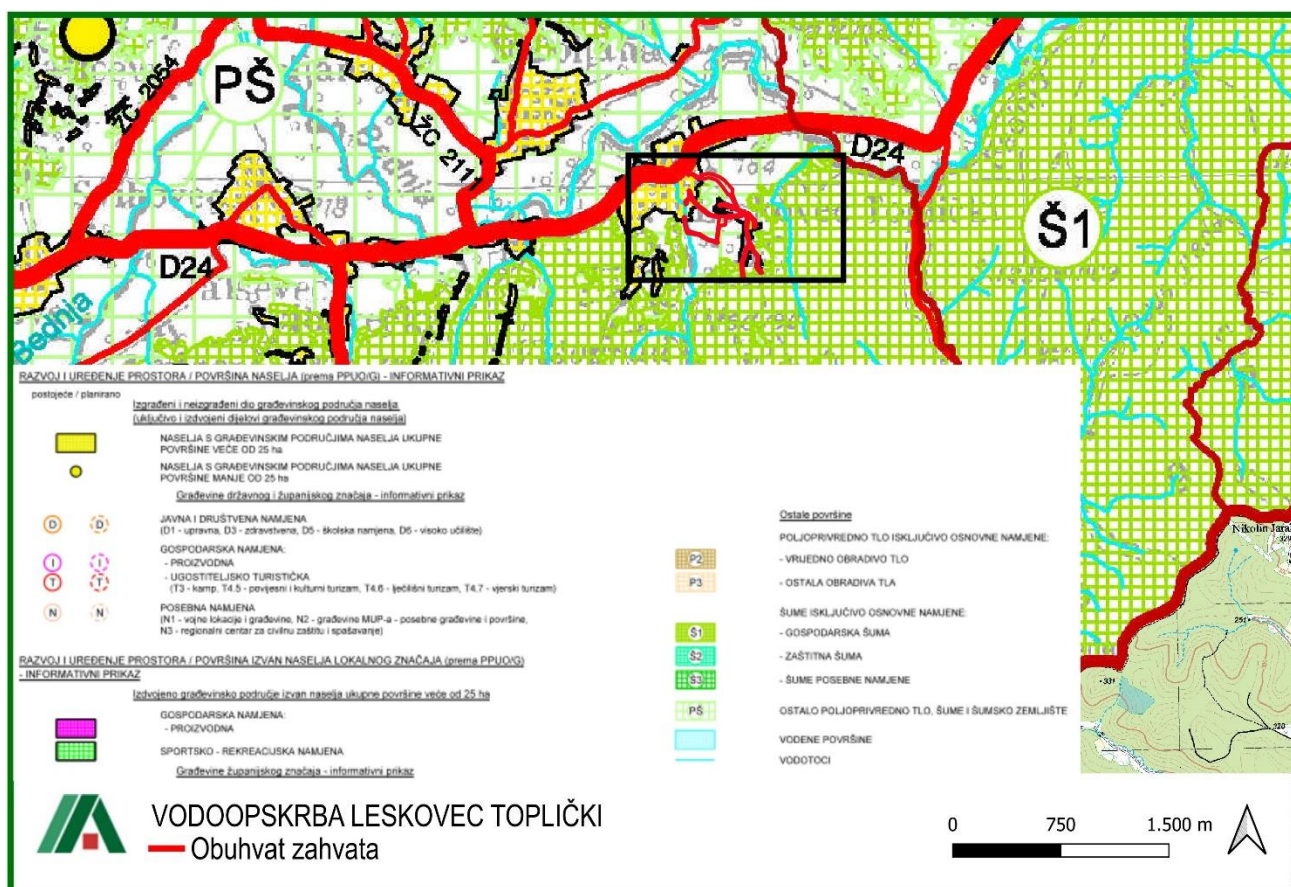 PŠ
ŽC 2054
ŽC 2111
D24
D24
Š1
Bednja
Nikolin Jarak
RAZVOJ I UREĐENJE PROSTORA / POVRŠINA NASELJA (prema PPUO/G) - INFORMATIVNI PRIKAZ
postojeće / planirano
Izgrađeni i neizgrađeni dio građevinskog područja naselja
(uključivo i izdvojeni dijelovi građevinskog područja naselja)
NASELJA S GRAĐEVINSKIM PODRUČJIMA NASELJA UKUPNE
POVRŠINE VEĆE OD 25 ha
NASELJA S GRAĐEVINSKIM PODRUČJIMA NASELJA UKUPNE
POVRŠINE MANJE OD 25 ha
Građevine državnog i županijskog značaja - informativni prikaz
D D JAVNA I DRUŠTVENA NAMJENA
(D1 - upravna, D3 - zdravstvena, D5 - školska namjena, D6 - visoko učilište)
GOSPODARSKA NAMJENA:
I I - PROIZVODNA
T T - UGOSTITELJSKO TURISTIČKA
(T3 - kamp, T4.5 - povijesni i kulturni turizam, T4.6 - lječilišni turizam, T4.7 - vjerski turizam)
N N POSEBNA NAMJENA
(N1 - vojne lokacije i građevine, N2 - građevine MUP-a - posebne građevine i površine,
N3 - regionalni centar za civilnu zaštitu i spašavanje)
RAZVOJ I UREĐENJE PROSTORA / POVRŠINA IZVAN NASELJA LOKALNOG ZNAČAJA (prema PPUO/G)
- INFORMATIVNI PRIKAZ
Izdvojeno građevinsko područje izvan naselja ukupne površine veće od 25 ha
GOSPODARSKA NAMJENA:
- PROIZVODNA
SPORTSKO - REKREACIJSKA NAMJENA
Građevine županijskog značaja - informativni prikaz
Ostale površine
POLJOPRIVREDNO TLO ISKLJUČIVO OSNOVNE NAMJENE:
P2 - VRIJEDNO OBRADIVO TLO
P3 - OSTALA OBRADIVA TLA
ŠUME ISKLJUČIVO OSNOVNE NAMJENE:
Š1 - GOSPODARSKA ŠUMA
Š2 - ZAŠTITNA ŠUMA
Š3 - ŠUME POSEBNE NAMJENE
PŠ OSTALO POLJOPRIVREDNO TLO, ŠUME I ŠUMSKO ZEMLJIŠTE
VODENE POVRŠINE
VODOTOCI
VODOOPSKRBA LESKOVEC TOPLIČKI
Obuhvat zahvata
0 750 1.500 m